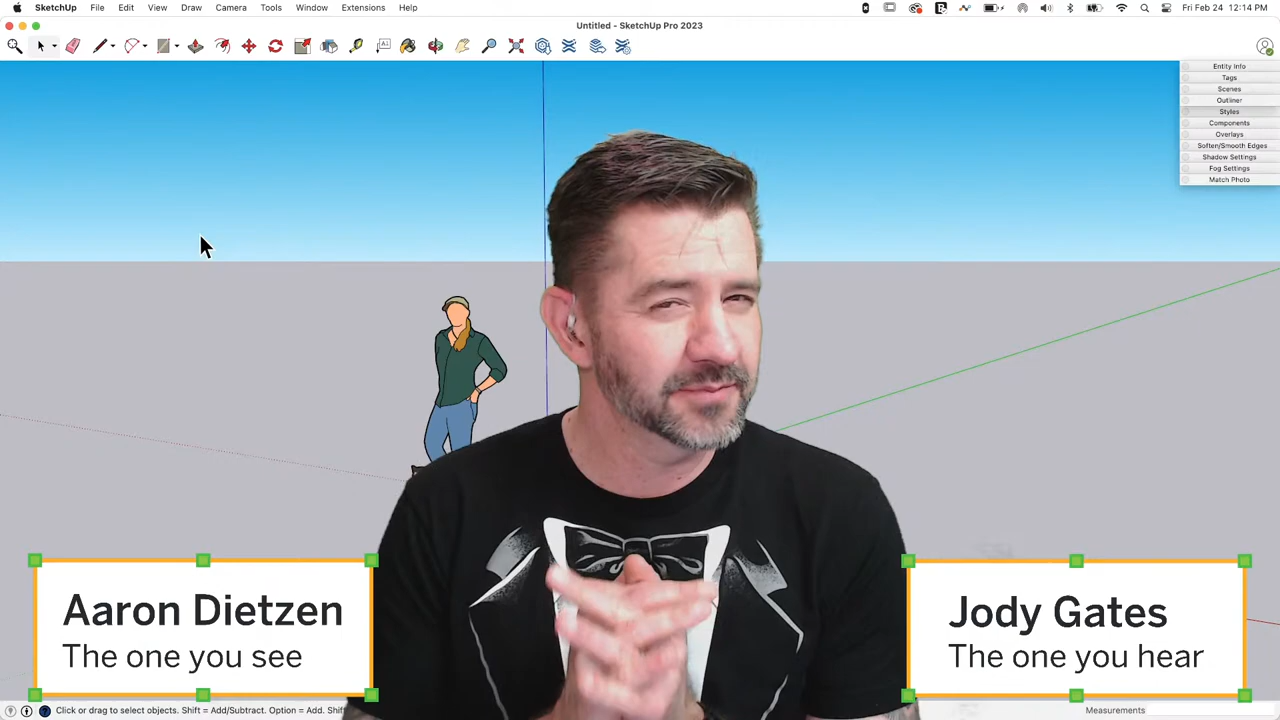 SketchUp File Edit View Draw Camera Tools Window Extensions Help Fri Feb 24 12:14 PM
Untitled - SketchUp Pro 2023
Entity Info
Tags
Scenes
Outliner
Styles
Components
Overlays
Soften/Smooth Edges
Shadow Settings
Fog Settings
Match Photo
Aaron Dietzen
The one you see
Jody Gates
The one you hear
Click or drag to select objects. Shift = Add/Subtract. Option = Add. Shif
Measurements